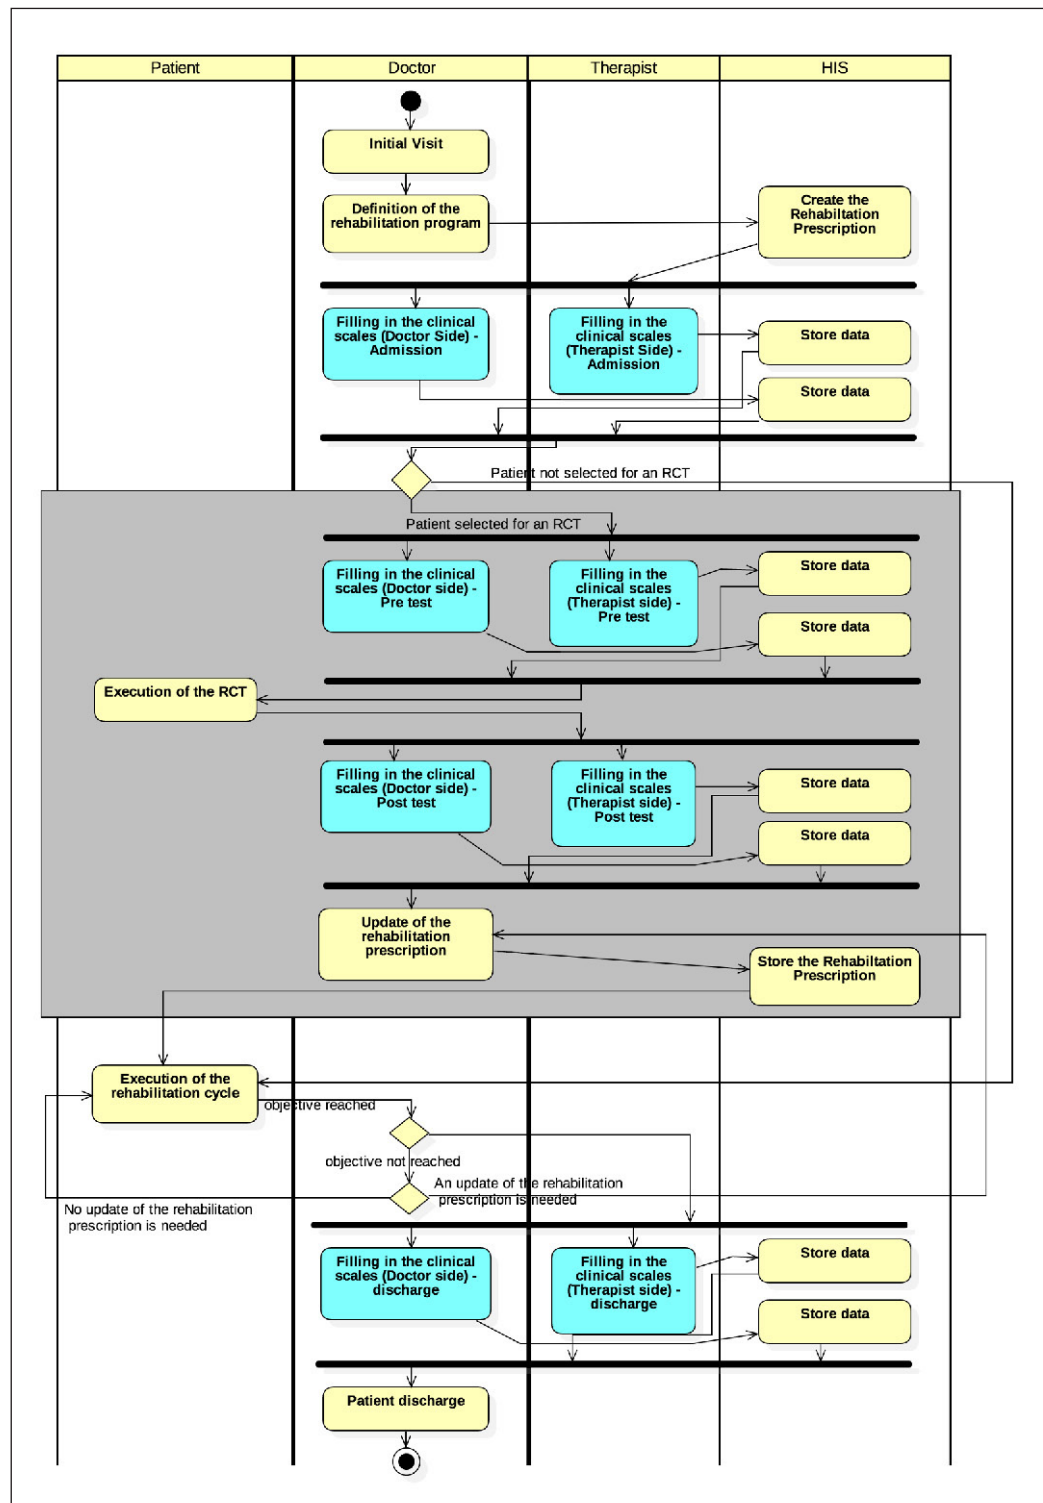 Patient
Doctor
Therapist
HIS
Initial Visit
Definition of the
rehabilitation program
Create the
Rehabiltation
Prescription
Filling in the clinical
scales (Doctor Side) -
Admission
Filling in the
clinical scales
(Therapist Side) -
Admission
Store data
Store data
Patient not selected for an RCT
Patient selected for an RCT
Filling in the clinical
scales (Doctor side) -
Pre test
Filling in the
clinical scales
(Therapist side) -
Pre test
Store data
Store data
Execution of the RCT
Filling in the clinical
scales (Doctor side) -
Post test
Filling in the
clinical scales
(Therapist side) -
Post test
Store data
Store data
Update of the
rehabilitation
prescription
Store the Rehabiltation
Prescription
Execution of the
rehabilitation cycle
objective reached
objective not reached
An update of the rehabilitation
prescription is needed
No update of the rehabilitation
prescription is needed
Filling in the clinical
scales (Doctor side) -
discharge
Filling in the
clinical scales
(Therapist side) -
discharge
Store data
Store data
Patient discharge